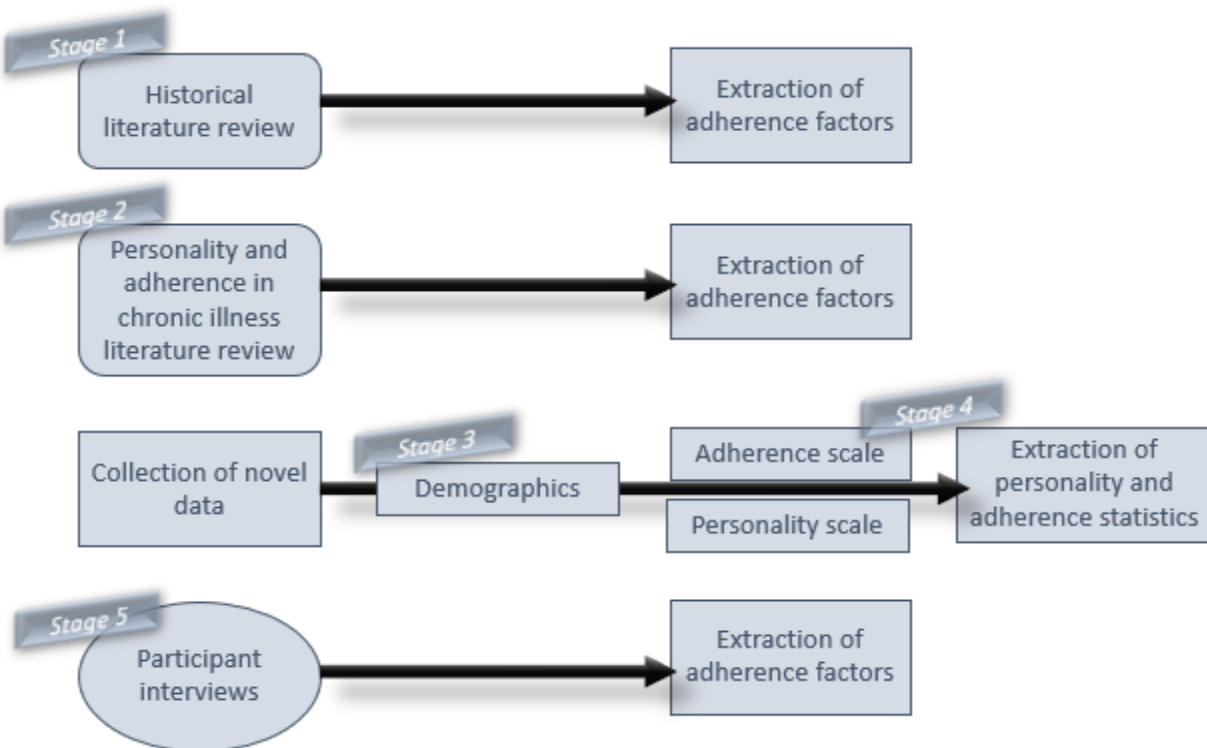 Stage 1
Historical
literature review
Extraction of
adherence factors
Stage 2
Personality and
adherence in
chronic illness
literature review
Extraction of
adherence factors
Collection of novel
data
Stage 3
Demographics
Adherence scale
Personality scale
Stage 4
Extraction of
personality and
adherence statistics
Stage 5
Participant
interviews
Extraction of
adherence factors